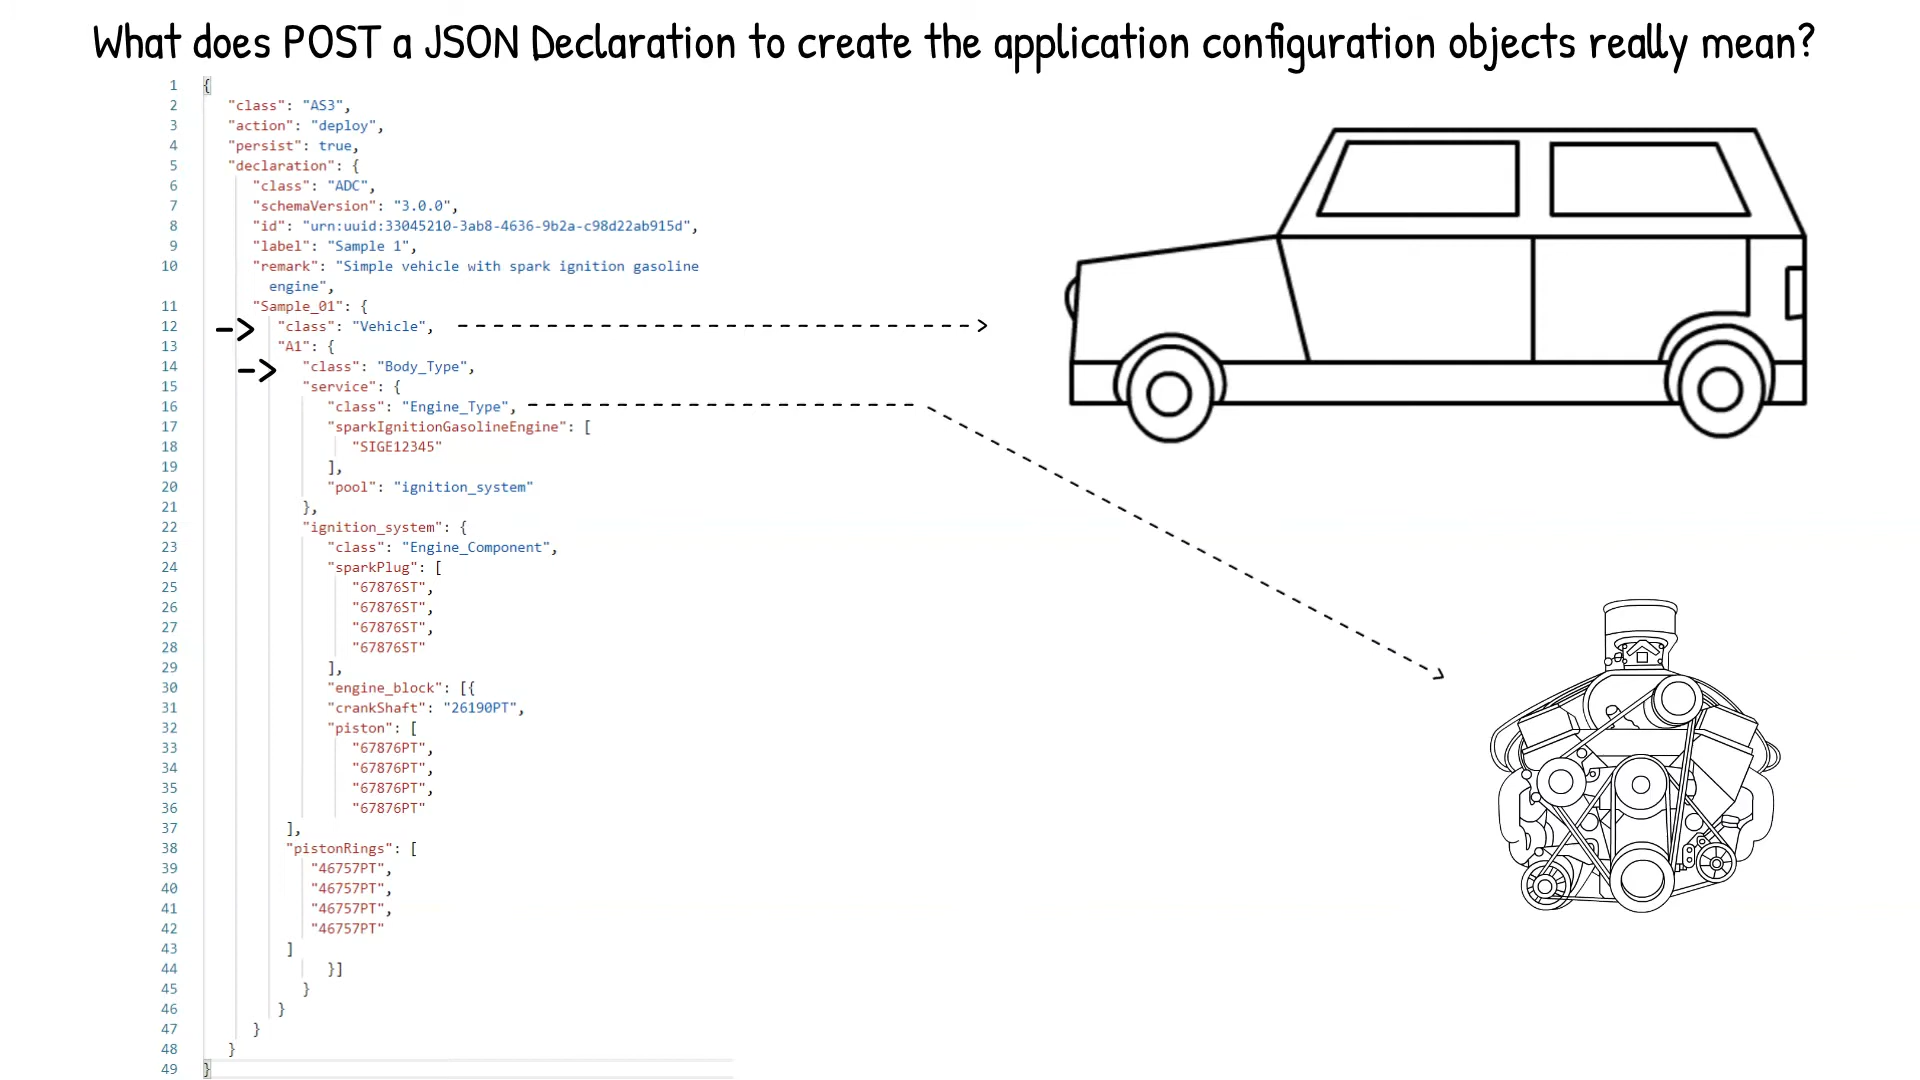 What does POST a JSON Declaration to create the application configuration objects really mean?
1 {
2 "class": "AS3",
3 "action": "deploy",
4 "persist": true,
5 "declaration": {
6 "class": "ADC",
7 "schemaVersion": "3.0.0",
8 "id": "urn:uuid:33045210-3ab8-4636-9b2a-c98d22ab915d",
9 "label": "Sample 1",
10 "remark": "Simple vehicle with spark ignition gasoline
engine",
11 "Sample_01": {
12 "class": "Vehicle",
13 "A1": {
14 "class": "Body_Type",
15 "service": {
16 "class": "Engine_Type",
17 "sparkIgnitionGasolineEngine": [
18 "SIGE12345"
19 ],
20 "pool": "ignition_system"
21 },
22 "ignition_system": {
23 "class": "Engine_Component",
24 "sparkPlug": [
25 "67876ST",
26 "67876ST",
27 "67876ST",
28 "67876ST"
29 ],
30 "engine_block": [{
31 "crankShaft": "26190PT",
32 "piston": [
33 "67876PT",
34 "67876PT",
35 "67876PT",
36 "67876PT"
37 ],
38 "pistonRings": [
39 "46757PT",
40 "46757PT",
41 "46757PT",
42 "46757PT"
43 ]
44 }]
45 }
46 }
47 }
48 }
49 }